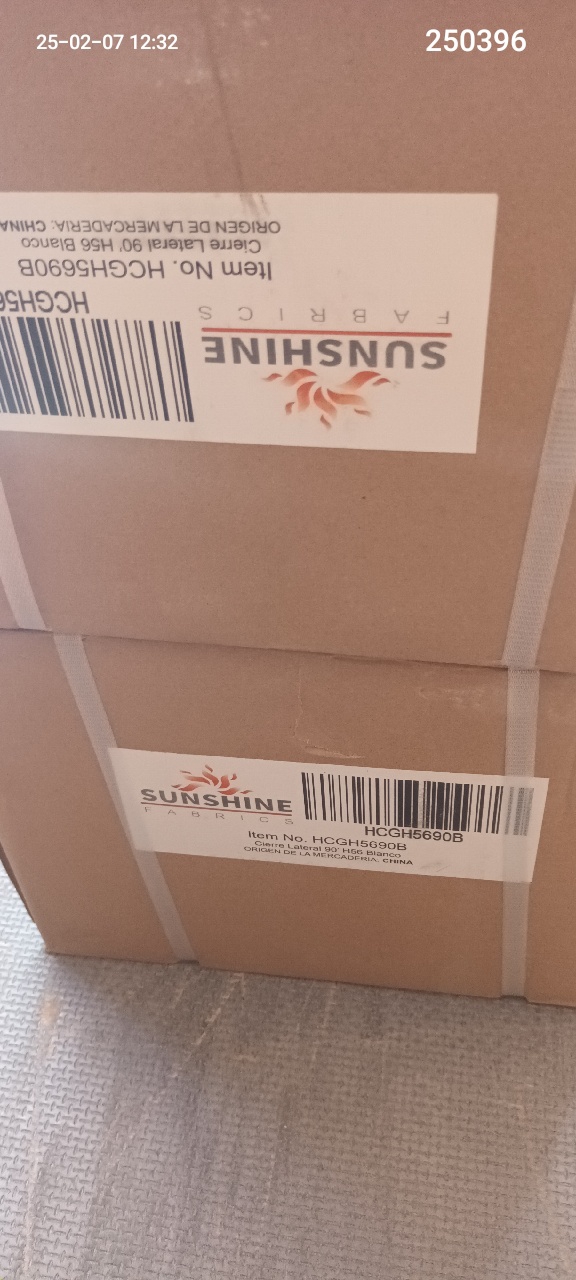 25-02-07 12:32
250396
ORIGEN DE LA MERCADERIA: CHINA
Cierre Lateral 90' H56 Blanco
Item No. HCGH5690B
HCGH56
FABRICS
SUNSHINE
SUNSHINE
FABRICS
HCGH5690B
Item No. HCGH5690B
Cierre Lateral 90' H56 Blanco
ORIGEN DE LA MERCADERIA: CHINA